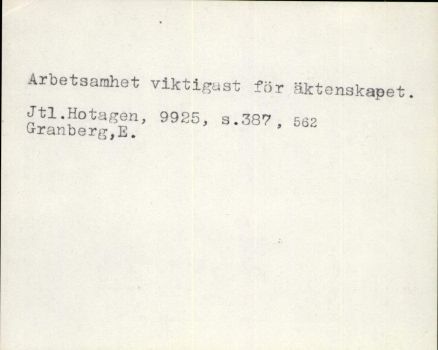 Arbetsamhet viktigast för äktenskapet.
Jtl.Hotagen, 9925, s.387, 562
Granberg,E.